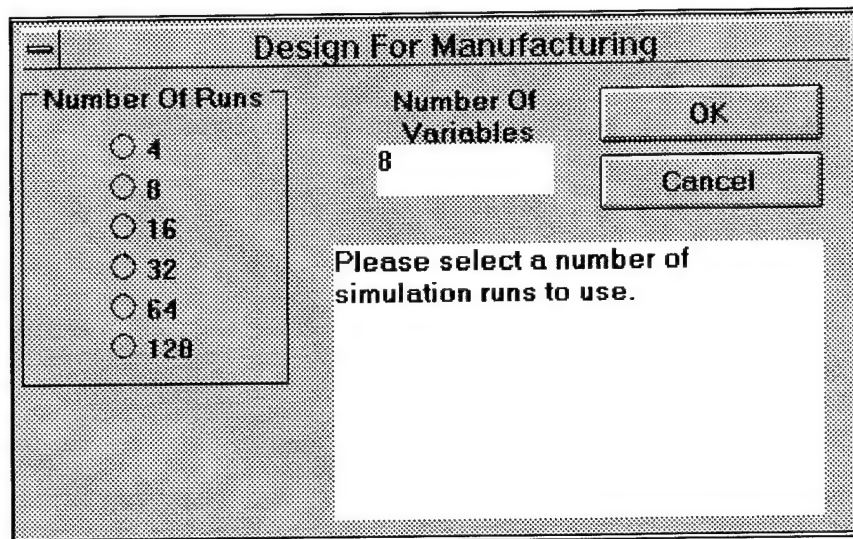 Design For Manufacturing
Number Of Runs
4
8
16
32
64
128
Number Of
Variables
8
OK
Cancel
Please select a number of
simulation runs to use.